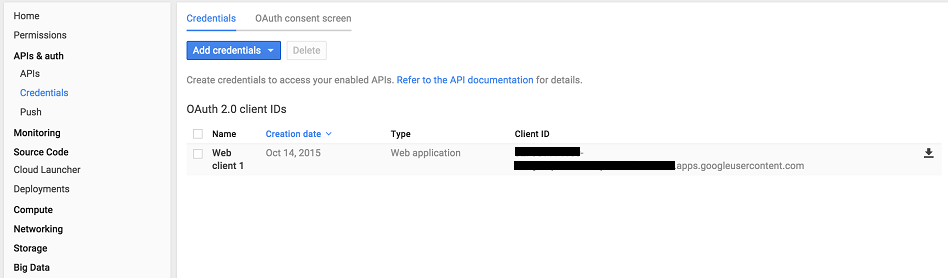 Home
Permissions
APIs & auth
APIs
Credentials
Push
Monitoring
Source Code
Cloud Launcher
Deployments
Compute
Networking
Storage
Big Data
Credentials OAuth consent screen
Add credentials Delete
Create credentials to access your enabled APIs. Refer to the API documentation for details.
OAuth 2.0 client IDs
Name Creation date Type Client ID
Web Oct 14, 2015 Web application -
client 1 .apps.googleusercontent.com